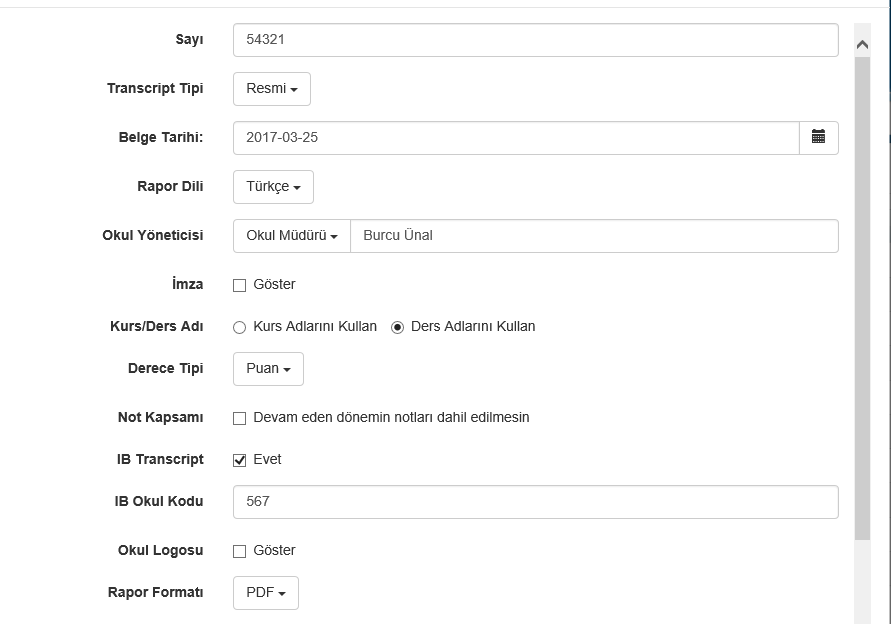 Sayı 54321
Transcript Tipi Resmi
Belge Tarihi: 2017-03-25
Rapor Dili Türkçe
Okul Yöneticisi Okul Müdürü Burcu Ünal
İmza Göster
Kurs/Ders Adı Kurs Adlarını Kullan Ders Adlarını Kullan
Derece Tipi Puan
Not Kapsamı Devam eden dönemin notları dahil edilmesin
IB Transcript Evet
IB Okul Kodu 567
Okul Logosu Göster
Rapor Formatı PDF